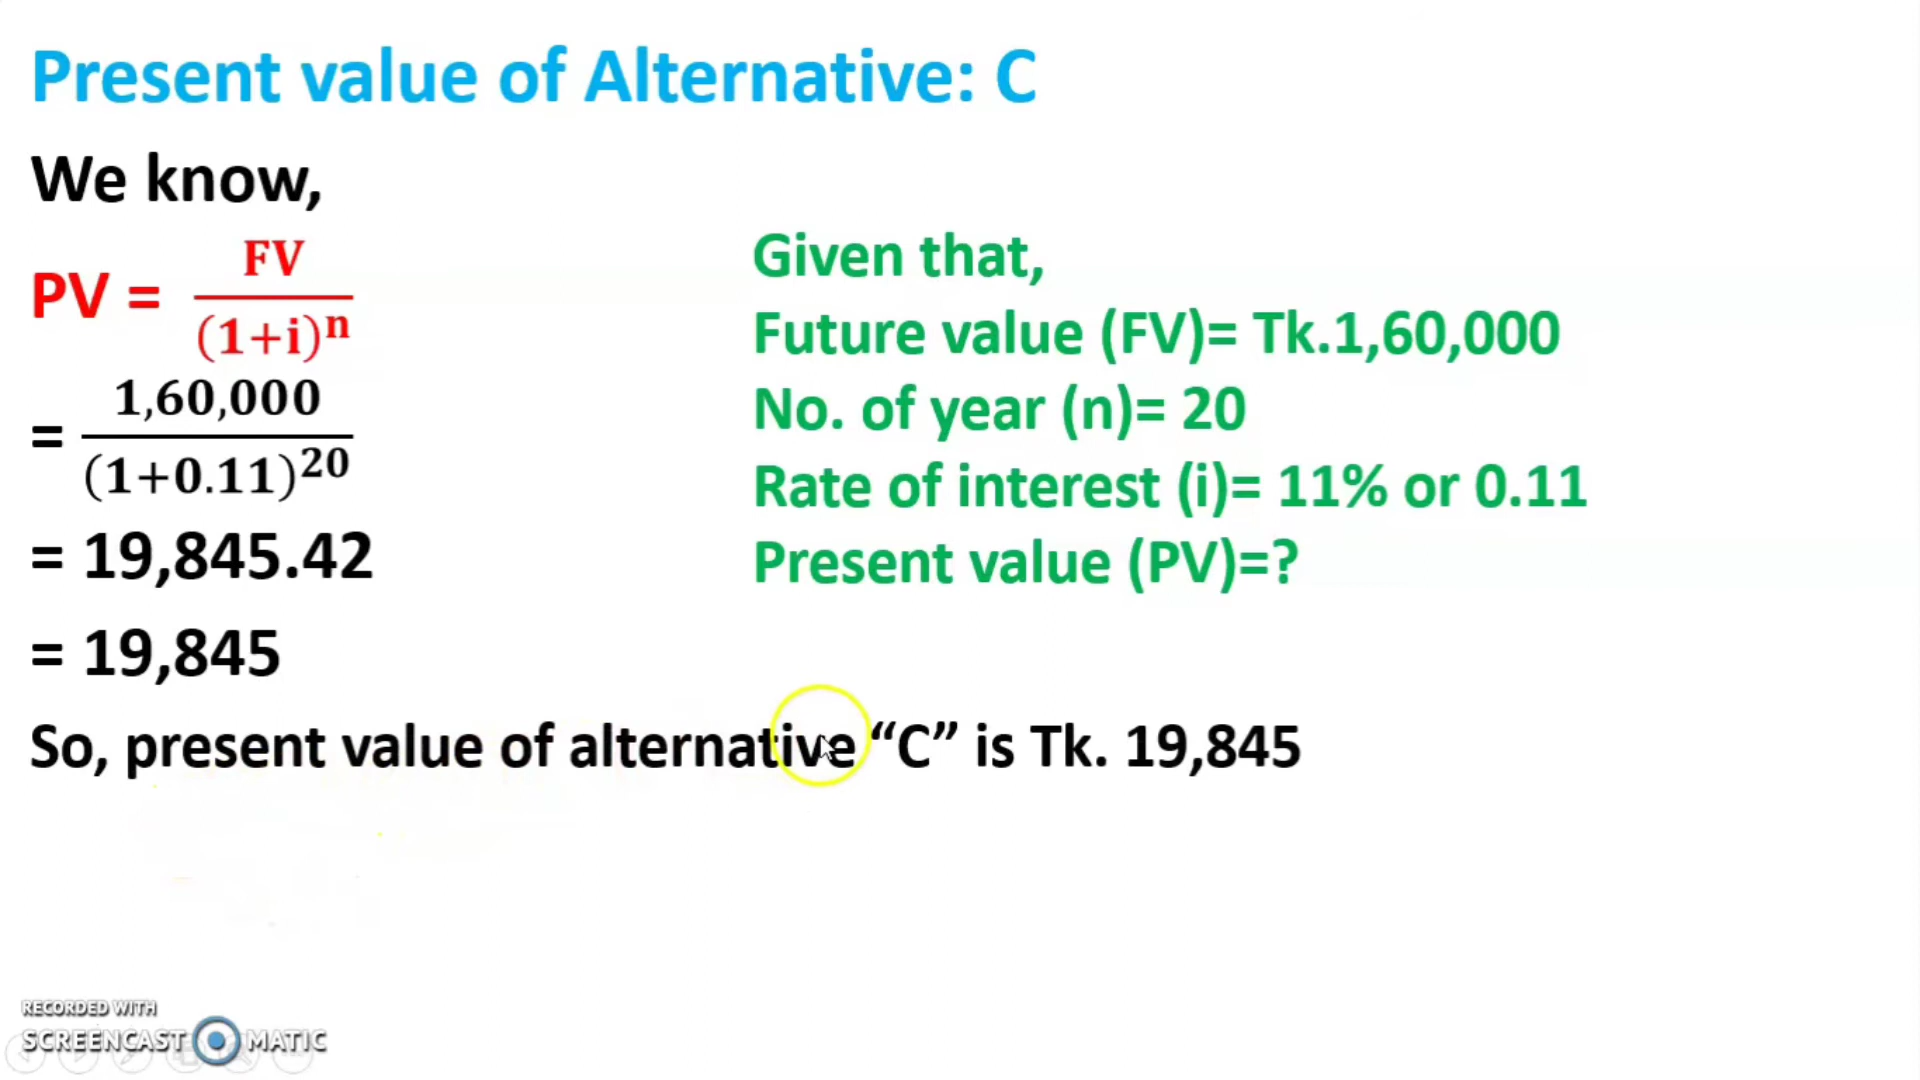 Present value of Alternative: C
We know,
PV = FV
(1+i)^n
= 1,60,000
(1+0.11)^20
= 19,845.42
= 19,845
Given that,
Future value (FV)= Tk.1,60,000
No. of year (n)= 20
Rate of interest (i)= 11% or 0.11
Present value (PV)=?
So, present value of alternative “C” is Tk. 19,845
RECORDED WITH
SCREENCAST MATIC